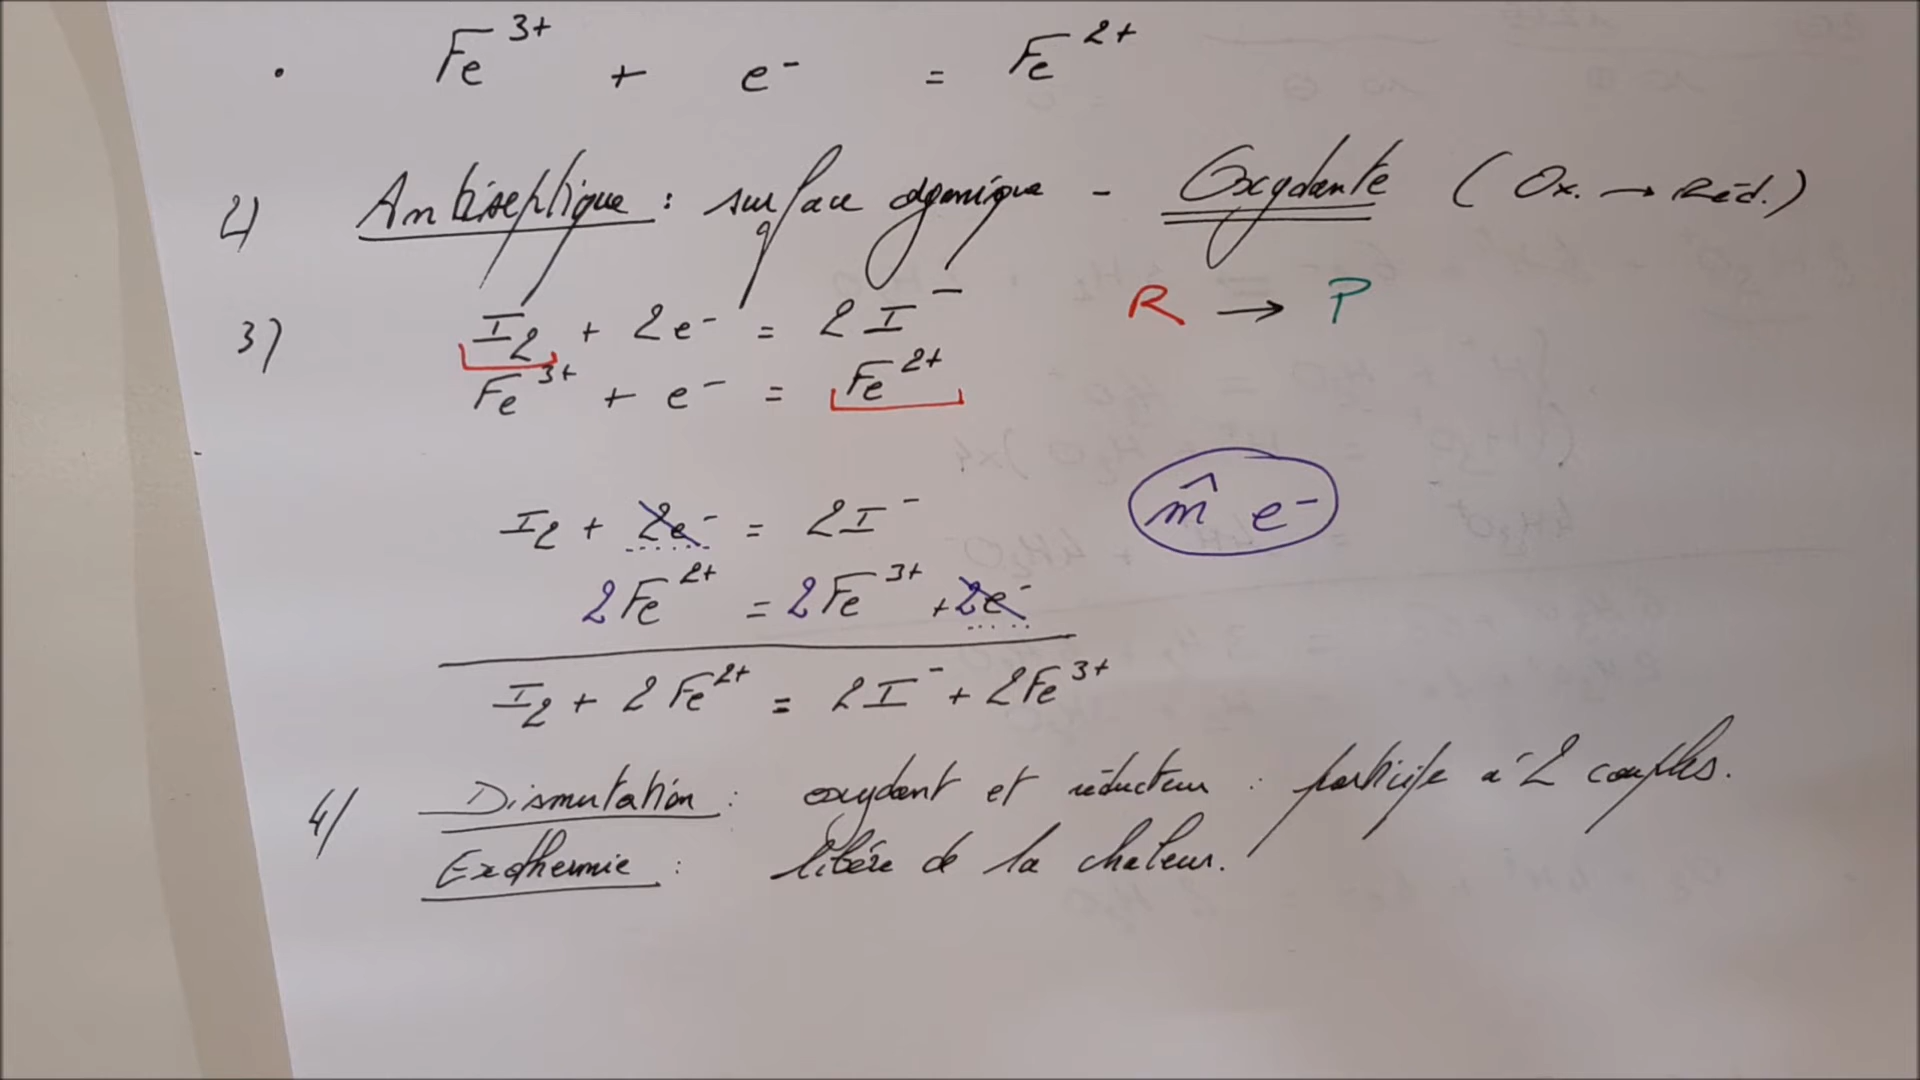 • Fe³⁺ + e⁻ = Fe²⁺
2) Antiseptique : surface organique - Oxydante (Ox. → Réd.)
3) I₂ + 2e⁻ = 2I⁻ R → P
Fe³⁺ + e⁻ = Fe²⁺
I₂ + 2e⁻ = 2I⁻ m̂ e⁻
2Fe²⁺ = 2Fe³⁺ + 2e⁻
I₂ + 2Fe²⁺ = 2I⁻ + 2Fe³⁺
4) Dismutation : oxydant et réducteur : participe à 2 couples.
Exothermie : libère de la chaleur.